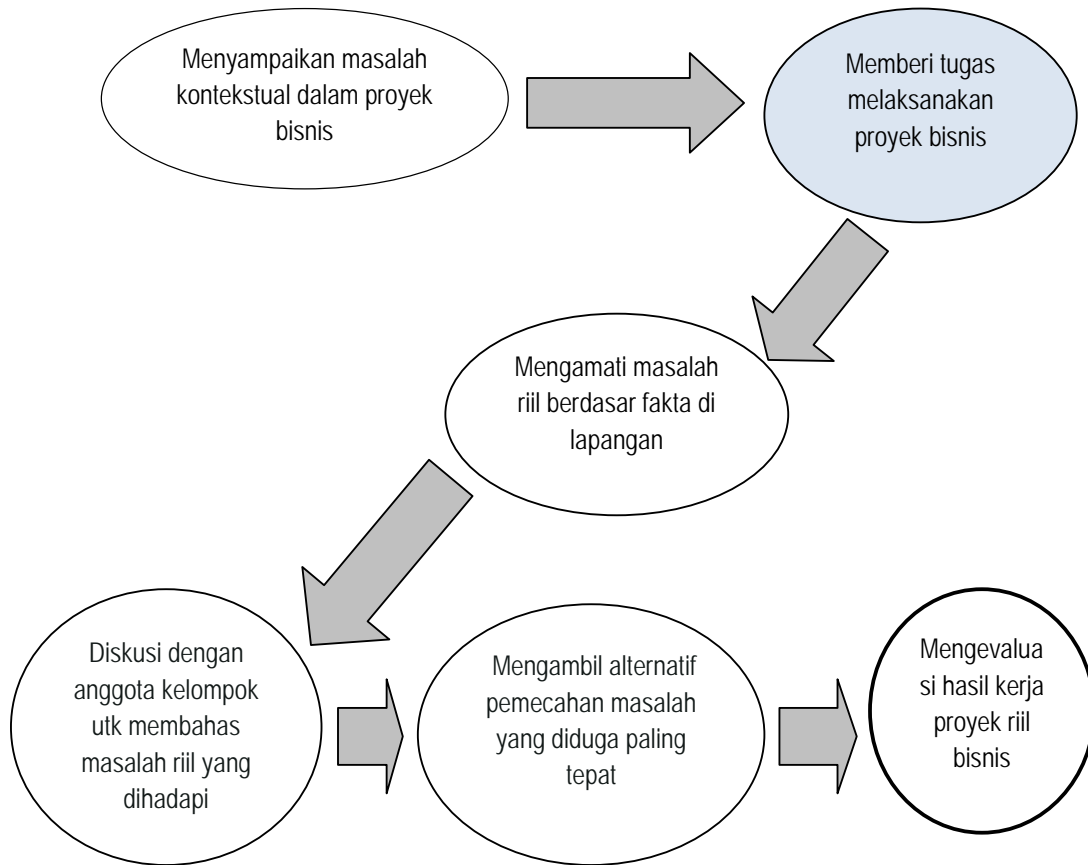 Menyampaikan masalah
kontekstual dalam proyek
bisnis
Memberi tugas
melaksanakan
proyek bisnis
Mengamati masalah
riil berdasar fakta di
lapangan
Diskusi dengan
anggota kelompok
utk membahas
masalah riil yang
dihadapi
Mengambil alternatif
pemecahan masalah
yang diduga paling
tepat
Mengevalua
si hasil kerja
proyek riil
bisnis